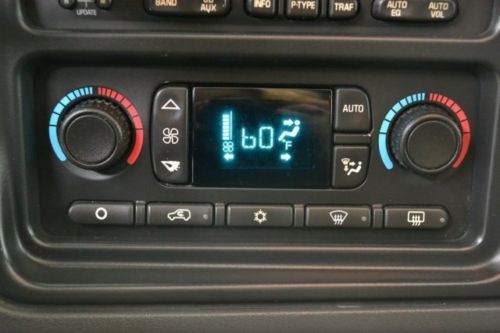 BAND
AUX
INFO
P-TYPE
TRAF
AUTO
EQ
AUTO
VOL
UPDATE
60
F
AUTO